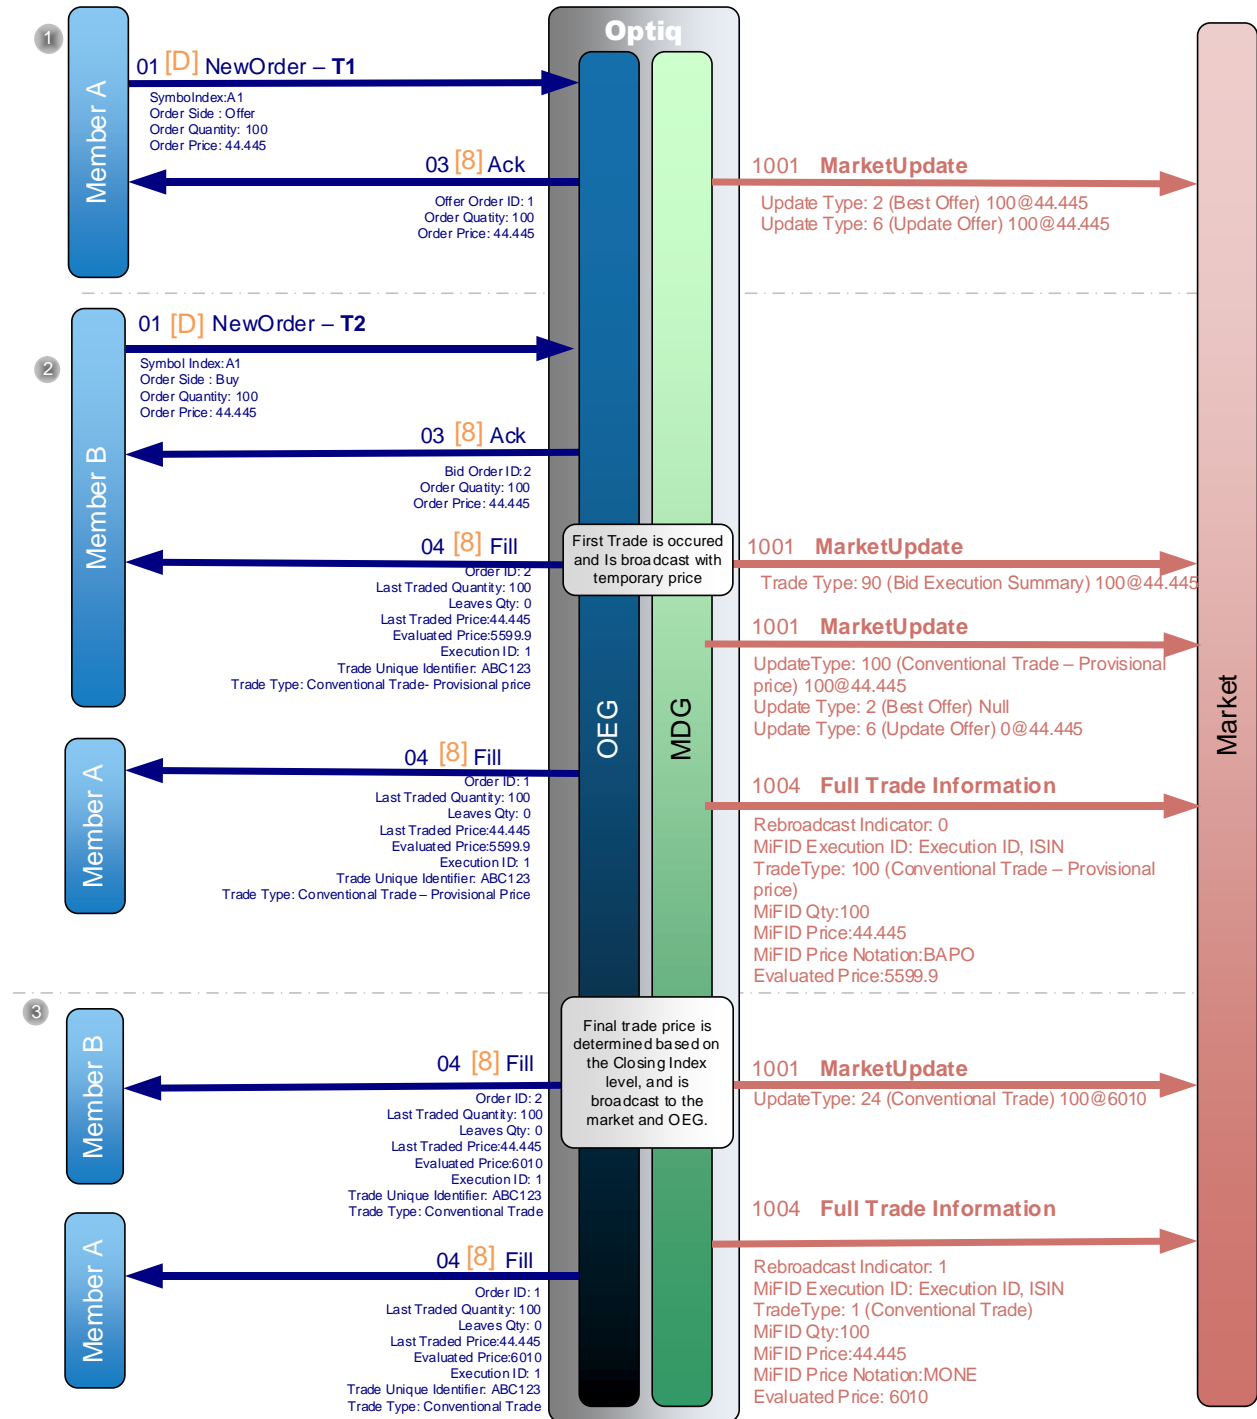 Optiq
1
Member A
01 [D] NewOrder – T1
SymbolIndex:A1
Order Side : Offer
Order Quantity: 100
Order Price: 44.445
03 [8] Ack
Offer Order ID: 1
Order Quatity: 100
Order Price: 44.445
1001 MarketUpdate
Update Type: 2 (Best Offer) 100@44.445
Update Type: 6 (Update Offer) 100@44.445
2
Member B
01 [D] NewOrder – T2
Symbol Index:A1
Order Side : Buy
Order Quantity: 100
Order Price: 44.445
03 [8] Ack
Bid Order ID:2
Order Quatity: 100
Order Price: 44.445
04 [8] Fill
Order ID: 2
Last Traded Quantity: 100
Leaves Qty: 0
Last Traded Price:44.445
Evaluated Price:5599.9
Execution ID: 1
Trade Unique Identifier: ABC123
Trade Type: Conventional Trade- Provisional price
First Trade is occured
and Is broadcast with
temporary price
1001 MarketUpdate
Trade Type: 90 (Bid Execution Summary) 100@44.445
1001 MarketUpdate
UpdateType: 100 (Conventional Trade – Provisional
price) 100@44.445
Update Type: 2 (Best Offer) Null
Update Type: 6 (Update Offer) 0@44.445
OEG
MDG
Market
Member A
04 [8] Fill
Order ID: 1
Last Traded Quantity: 100
Leaves Qty: 0
Last Traded Price:44.445
Evaluated Price:5599.9
Execution ID: 1
Trade Unique Identifier: ABC123
Trade Type: Conventional Trade – Provisional Price
1004 Full Trade Information
Rebroadcast Indicator: 0
MiFID Execution ID: Execution ID, ISIN
TradeType: 100 (Conventional Trade – Provisional
price)
MiFID Qty:100
MiFID Price:44.445
MiFID Price Notation:BAPO
Evaluated Price:5599.9
3
Member B
04 [8] Fill
Order ID: 2
Last Traded Quantity: 100
Leaves Qty: 0
Last Traded Price:44.445
Evaluated Price:6010
Execution ID: 1
Trade Unique Identifier: ABC123
Trade Type: Conventional Trade
Final trade price is
determined based on
the Closing Index
level, and is
broadcast to the
market and OEG.
1001 MarketUpdate
UpdateType: 24 (Conventional Trade) 100@6010
Member A
04 [8] Fill
Order ID: 1
Last Traded Quantity: 100
Leaves Qty: 0
Last Traded Price:44.445
Evaluated Price:6010
Execution ID: 1
Trade Unique Identifier: ABC123
Trade Type: Conventional Trade
1004 Full Trade Information
Rebroadcast Indicator: 1
MiFID Execution ID: Execution ID, ISIN
TradeType: 1 (Conventional Trade)
MiFID Qty:100
MiFID Price:44.445
MiFID Price Notation:MONE
Evaluated Price: 6010